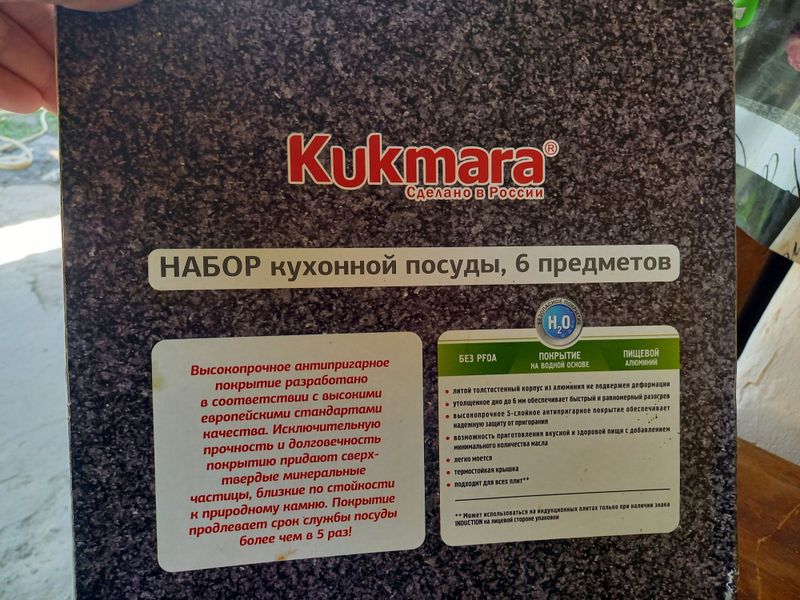 Kukmara®
Сделано в России
НАБОР кухонной посуды, 6 предметов
Высокопрочное антипригарное
покрытие разработано
в соответствии с высокими
европейскими стандартами
качества. Исключительную
прочность и долговечность
покрытию придают сверх-
твердые минеральные
частицы, близкие по стойкости
к природному камню. Покрытие
продлевает срок службы посуды
более чем в 5 раз!
H2O
БЕЗ PFOA
ПОКРЫТИЕ
НА ВОДНОЙ ОСНОВЕ
ПИЩЕВОЙ
АЛЮМИНИЙ
• литой толстостенный корпус из алюминия не подвержен деформации
• утолщенное дно до 6 мм обеспечивает быстрый и равномерный разогрев
• высокопрочное 5-слойное антипригарное покрытие обеспечивает
надежную защиту от пригорания
• возможность приготовления вкусной и здоровой пищи с добавлением
минимального количества масла
• легко моется
• термостойкая крышка
• подходит для всех плит**
** Может использоваться на индукционных плитах только при наличии знака
INDUCTION на лицевой стороне упаковки